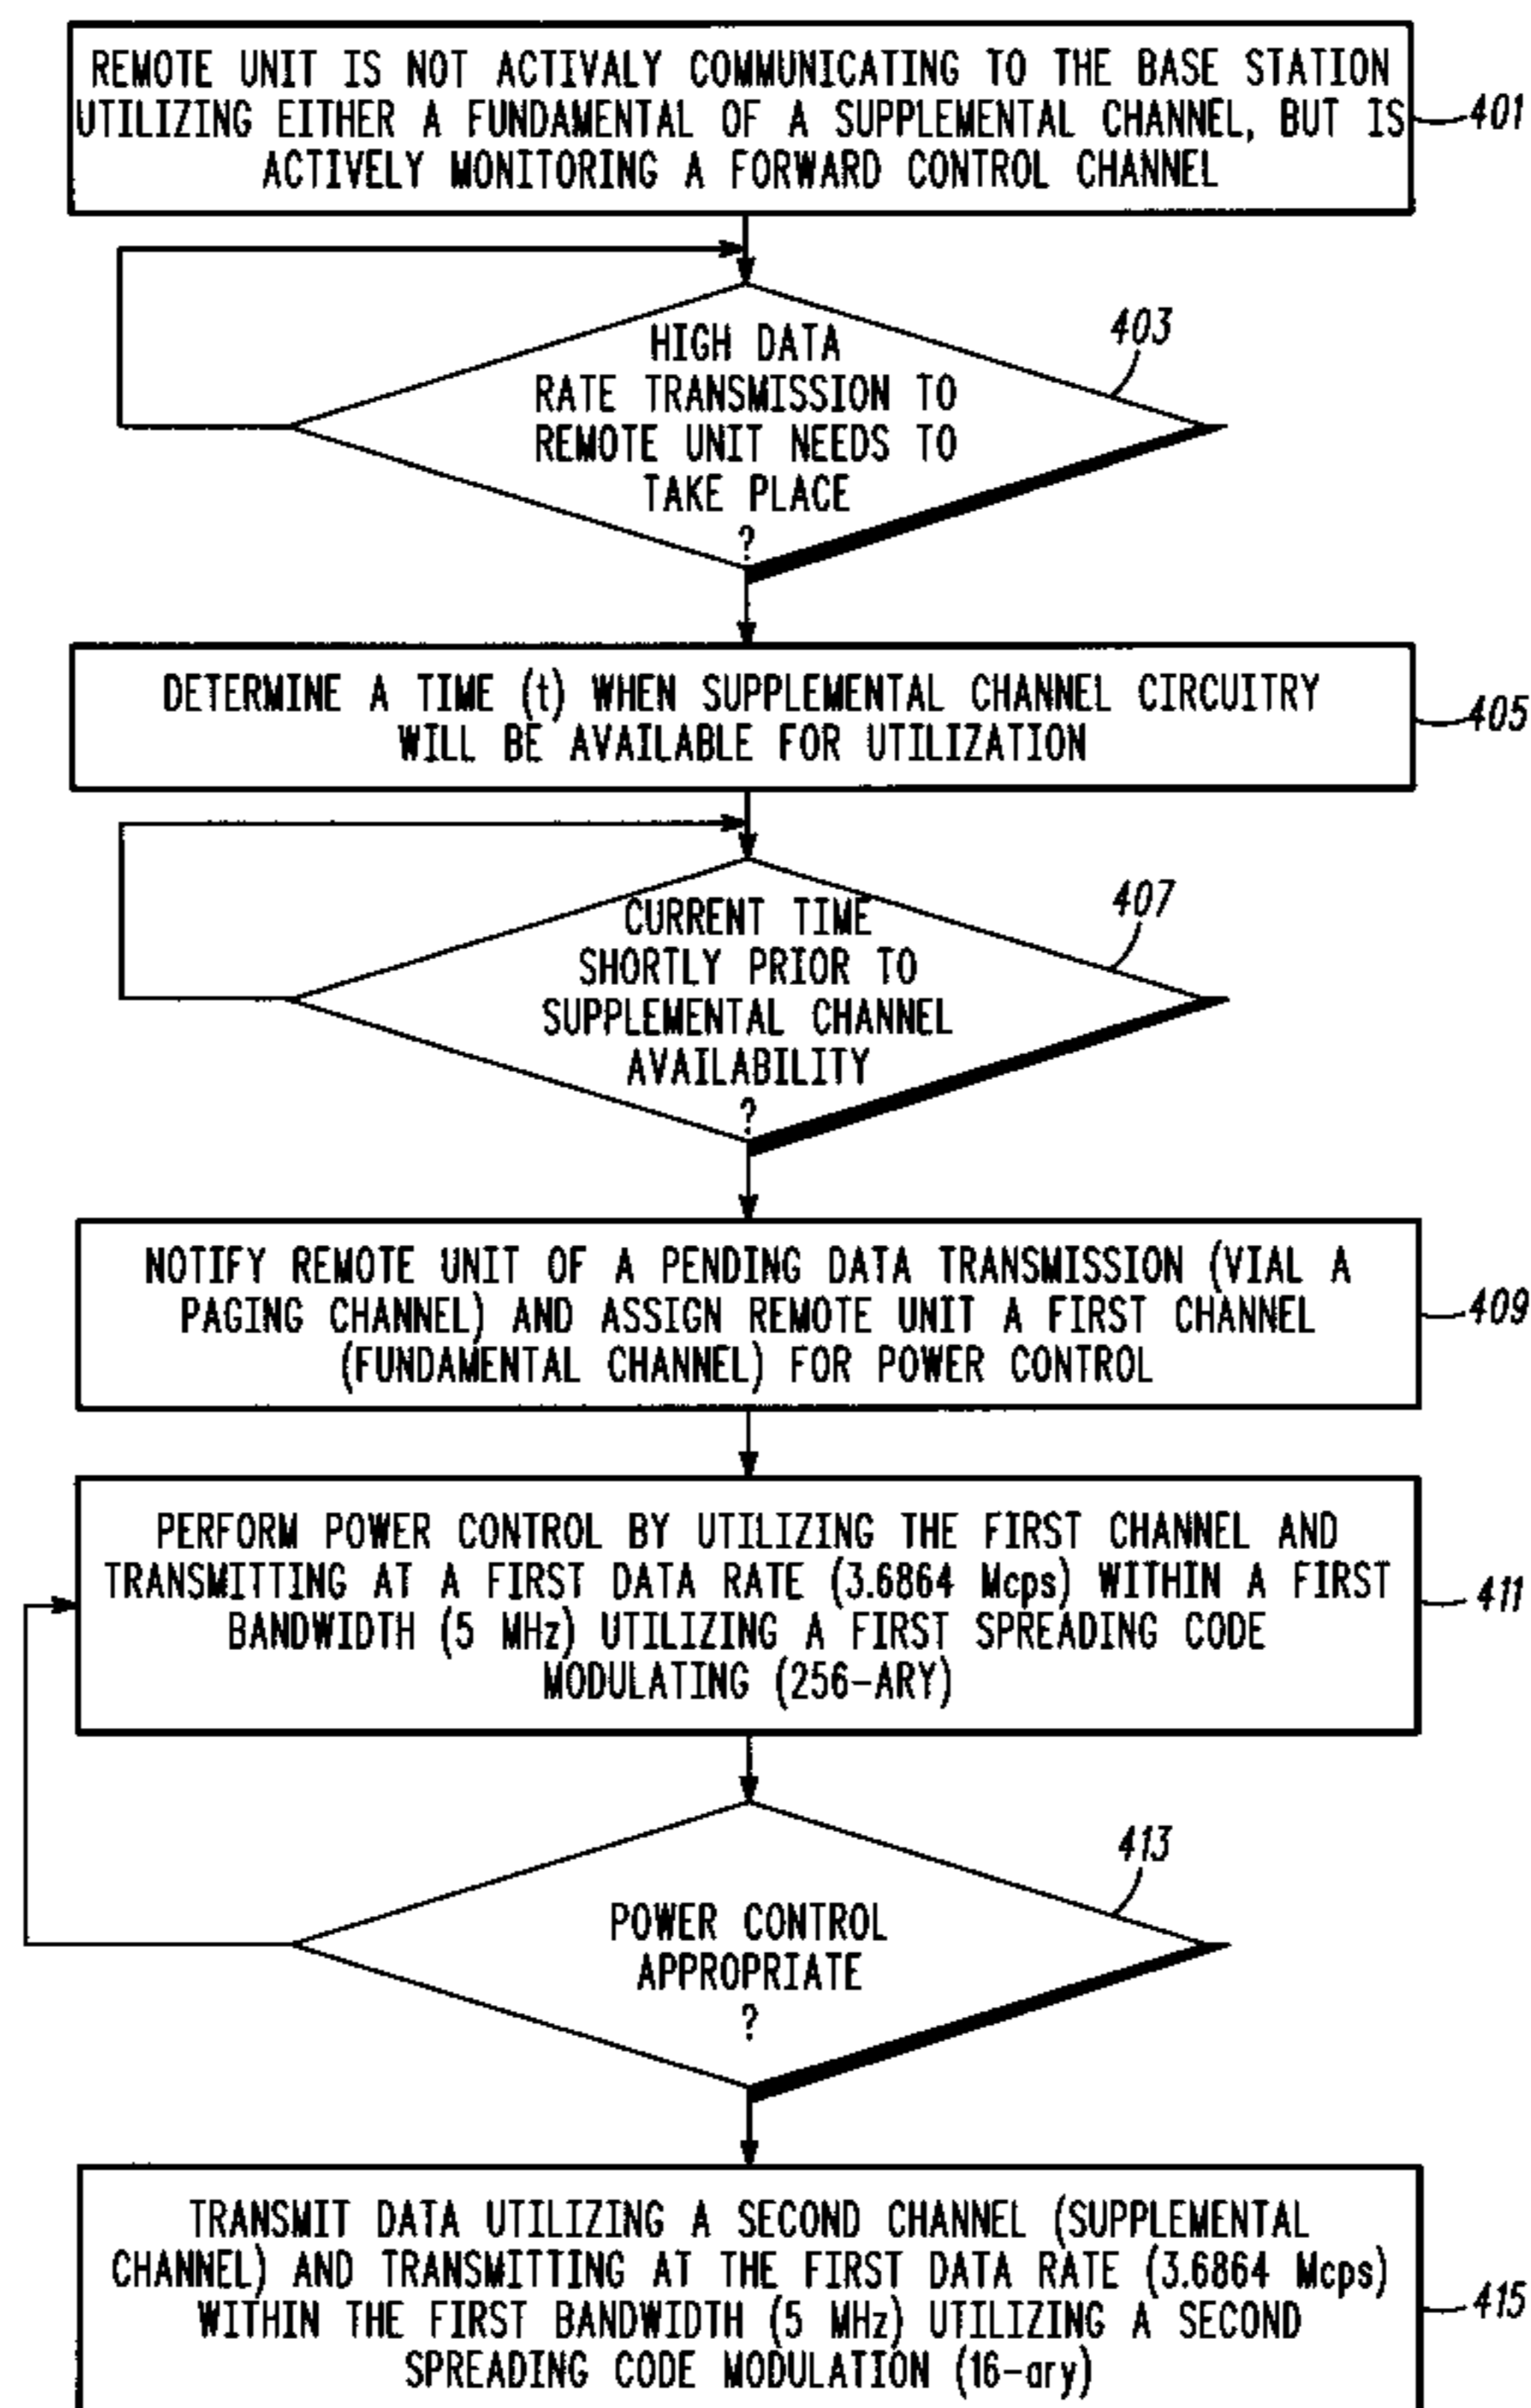 REMOTE UNIT IS NOT ACTIVALY COMMUNICATING TO THE BASE STATION
UTILIZING EITHER A FUNDAMENTAL OF A SUPPLEMENTAL CHANNEL, BUT IS
ACTIVELY MONITORING A FORWARD CONTROL CHANNEL
401
403
HIGH DATA
RATE TRANSMISSION TO
REMOTE UNIT NEEDS TO
TAKE PLACE
?
DETERMINE A TIME (t) WHEN SUPPLEMENTAL CHANNEL CIRCUITRY
WILL BE AVAILABLE FOR UTILIZATION
405
407
CURRENT TIME
SHORTLY PRIOR TO
SUPPLEMENTAL CHANNEL
AVAILABILITY
?
NOTIFY REMOTE UNIT OF A PENDING DATA TRANSMISSION (VIAL A
PAGING CHANNEL) AND ASSIGN REMOTE UNIT A FIRST CHANNEL
(FUNDAMENTAL CHANNEL) FOR POWER CONTROL
409
PERFORM POWER CONTROL BY UTILIZING THE FIRST CHANNEL AND
TRANSMITTING AT A FIRST DATA RATE (3.6864 Mcps) WITHIN A FIRST
BANDWIDTH (5 MHz) UTILIZING A FIRST SPREADING CODE
MODULATING (256-ARY)
411
413
POWER CONTROL
APPROPRIATE
?
TRANSMIT DATA UTILIZING A SECOND CHANNEL (SUPPLEMENTAL
CHANNEL) AND TRANSMITTING AT THE FIRST DATA RATE (3.6864 Mcps)
WITHIN THE FIRST BANDWIDTH (5 MHz) UTILIZING A SECOND
SPREADING CODE MODULATION (16-ary)
415